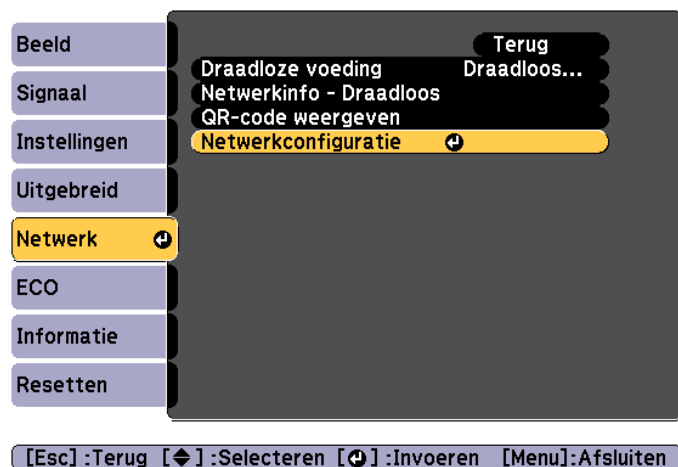 Beeld
Signaal
Instellingen
Uitgebreid
Netwerk
ECO
Informatie
Resetten
Terug
Draadloze voeding Draadloos...
Netwerkinfo - Draadloos
QR-code weergeven
Netwerkconfiguratie
[Esc] :Terug [◆] :Selecteren [↵] :Invoeren [Menu]:Afsluiten